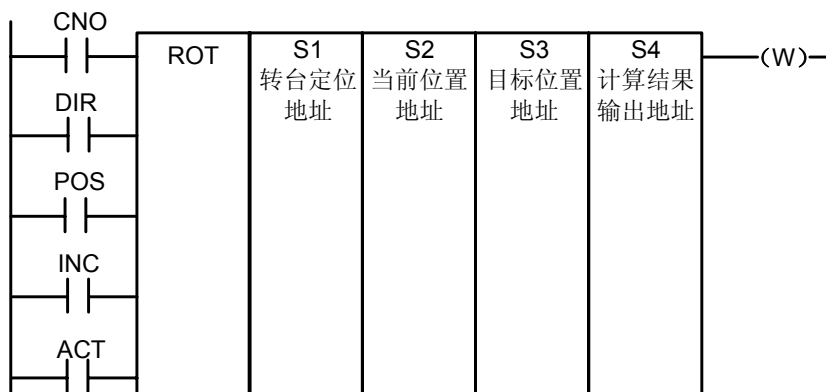 CNO
ROT
S1
转台定位
地址
S2
当前位置
地址
S3
目标位置
地址
S4
计算结果
输出地址
(W)
DIR
POS
INC
ACT